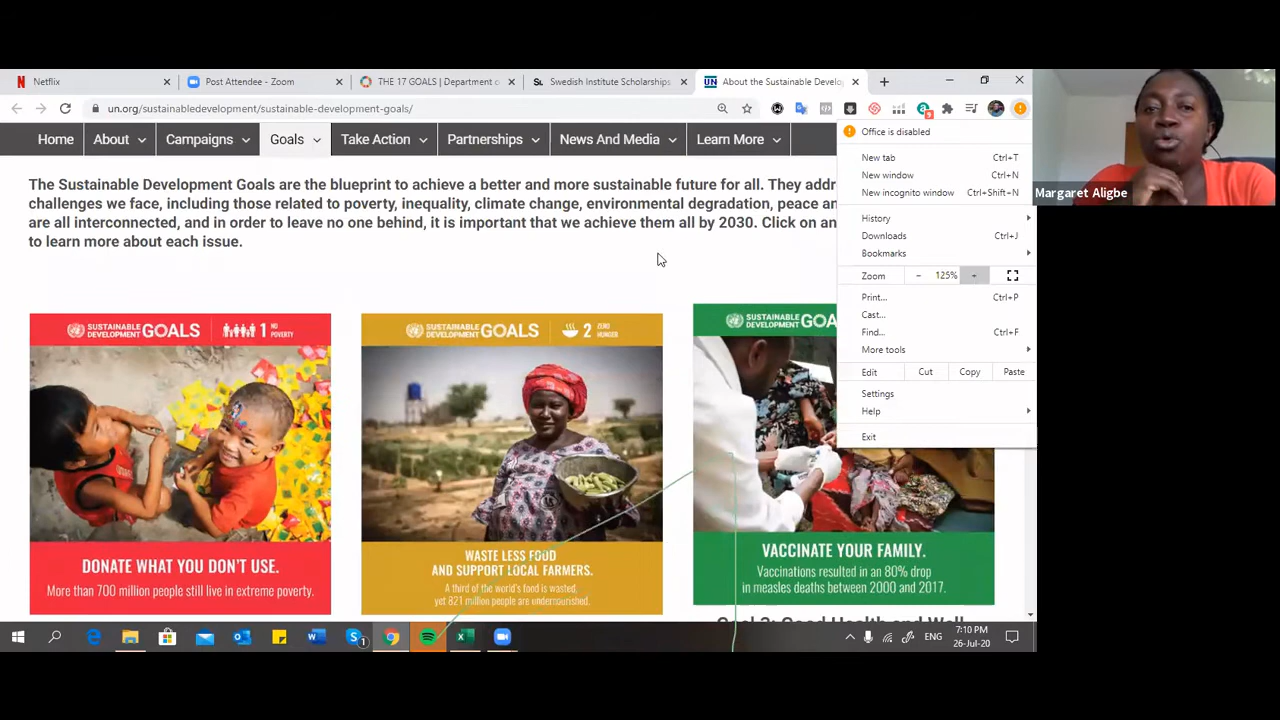 Netflix
Post Attendee - Zoom
THE 17 GOALS | Department o
SI.
Swedish Institute Scholarships
UN
About the Sustainable Develo
un.org/sustainabledevelopment/sustainable-development-goals/
9
Home
About
Campaigns
Goals
Take Action
Partnerships
News And Media
Learn More
The Sustainable Development Goals are the blueprint to achieve a better and more sustainable future for all. They addr
challenges we face, including those related to poverty, inequality, climate change, environmental degradation, peace an
are all interconnected, and in order to leave no one behind, it is important that we achieve them all by 2030. Click on an
to learn more about each issue.
Office is disabled
New tab Ctrl+T
New window Ctrl+N
New incognito window Ctrl+Shift+N
History
Downloads Ctrl+J
Bookmarks
Zoom - 125% +
Print... Ctrl+P
Cast...
Find... Ctrl+F
More tools
Edit Cut Copy Paste
Settings
Help
Exit
Margaret Aligbe
SUSTAINABLE DEVELOPMENT GOALS 1 NO POVERTY
DONATE WHAT YOU DON'T USE.
More than 700 million people still live in extreme poverty.
SUSTAINABLE DEVELOPMENT GOALS 2 ZERO HUNGER
WASTE LESS FOOD
AND SUPPORT LOCAL FARMERS.
A third of the world's food is wasted,
yet 821 million people are undernourished.
SUSTAINABLE DEVELOPMENT GOA
VACCINATE YOUR FAMILY.
Vaccinations resulted in an 80% drop
in measles deaths between 2000 and 2017.
1
ENG
7:10 PM
26-Jul-20